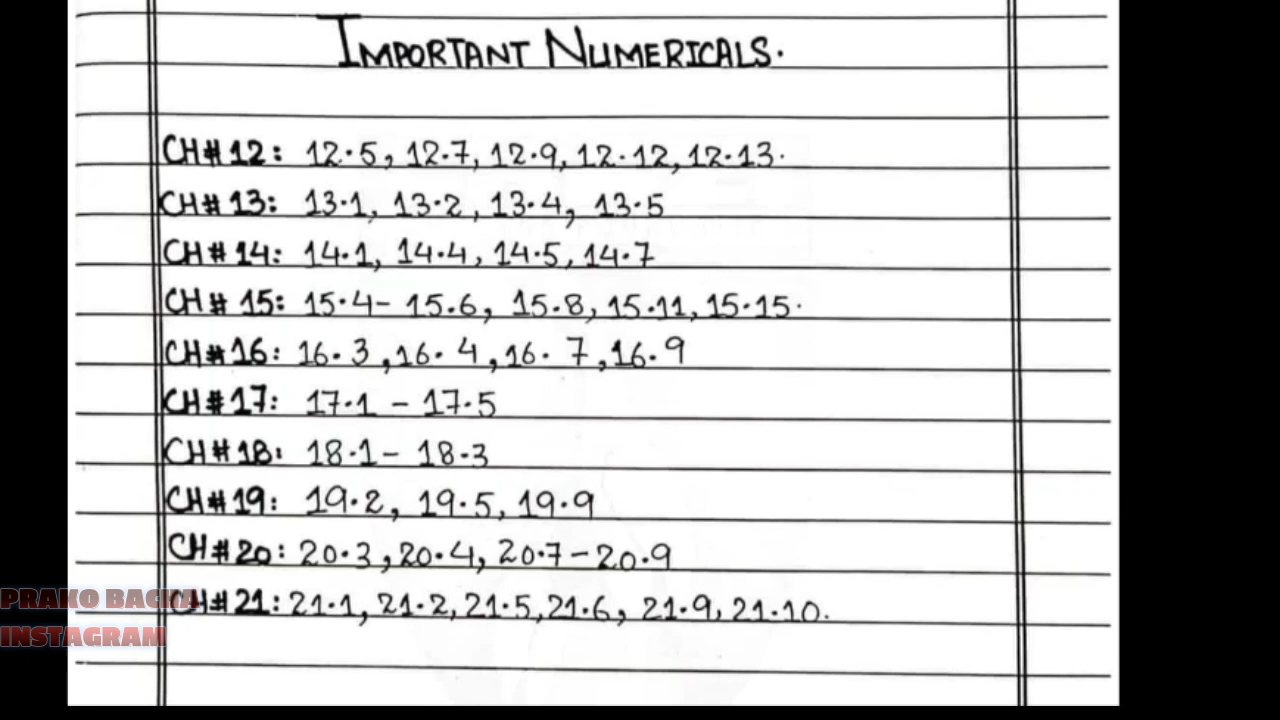 IMPORTANT NUMERICALS.
CH# 12: 12.5, 12.7, 12.9, 12.12, 12.13.
CH# 13: 13.1, 13.2, 13.4, 13.5
CH# 14: 14.1, 14.4, 14.5, 14.7
CH# 15: 15.4 - 15.6, 15.8, 15.11, 15.15.
CH# 16: 16.3, 16.4, 16.7, 16.9
CH# 17: 17.1 - 17.5
CH# 18: 18.1 - 18.3
CH# 19: 19.2, 19.5, 19.9
CH# 20: 20.3, 20.4, 20.7 - 20.9
CH# 21: 21.1, 21.2, 21.5, 21.6, 21.9, 21.10.
PRAKO BACHA
INSTAGRAM